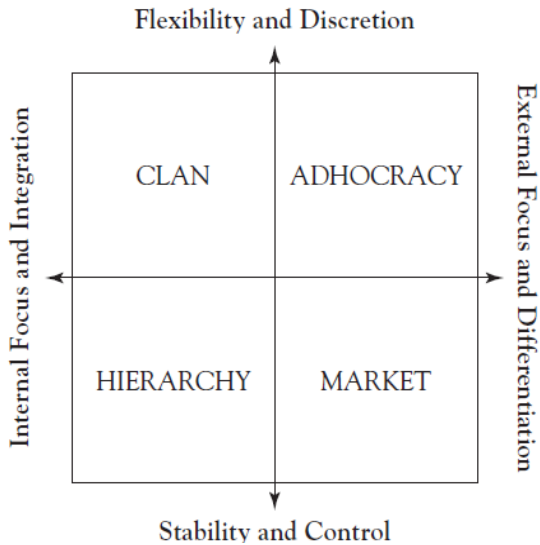 Flexibility and Discretion
Internal Focus and Integration
External Focus and Differentiation
CLAN
ADHOCRACY
HIERARCHY
MARKET
Stability and Control